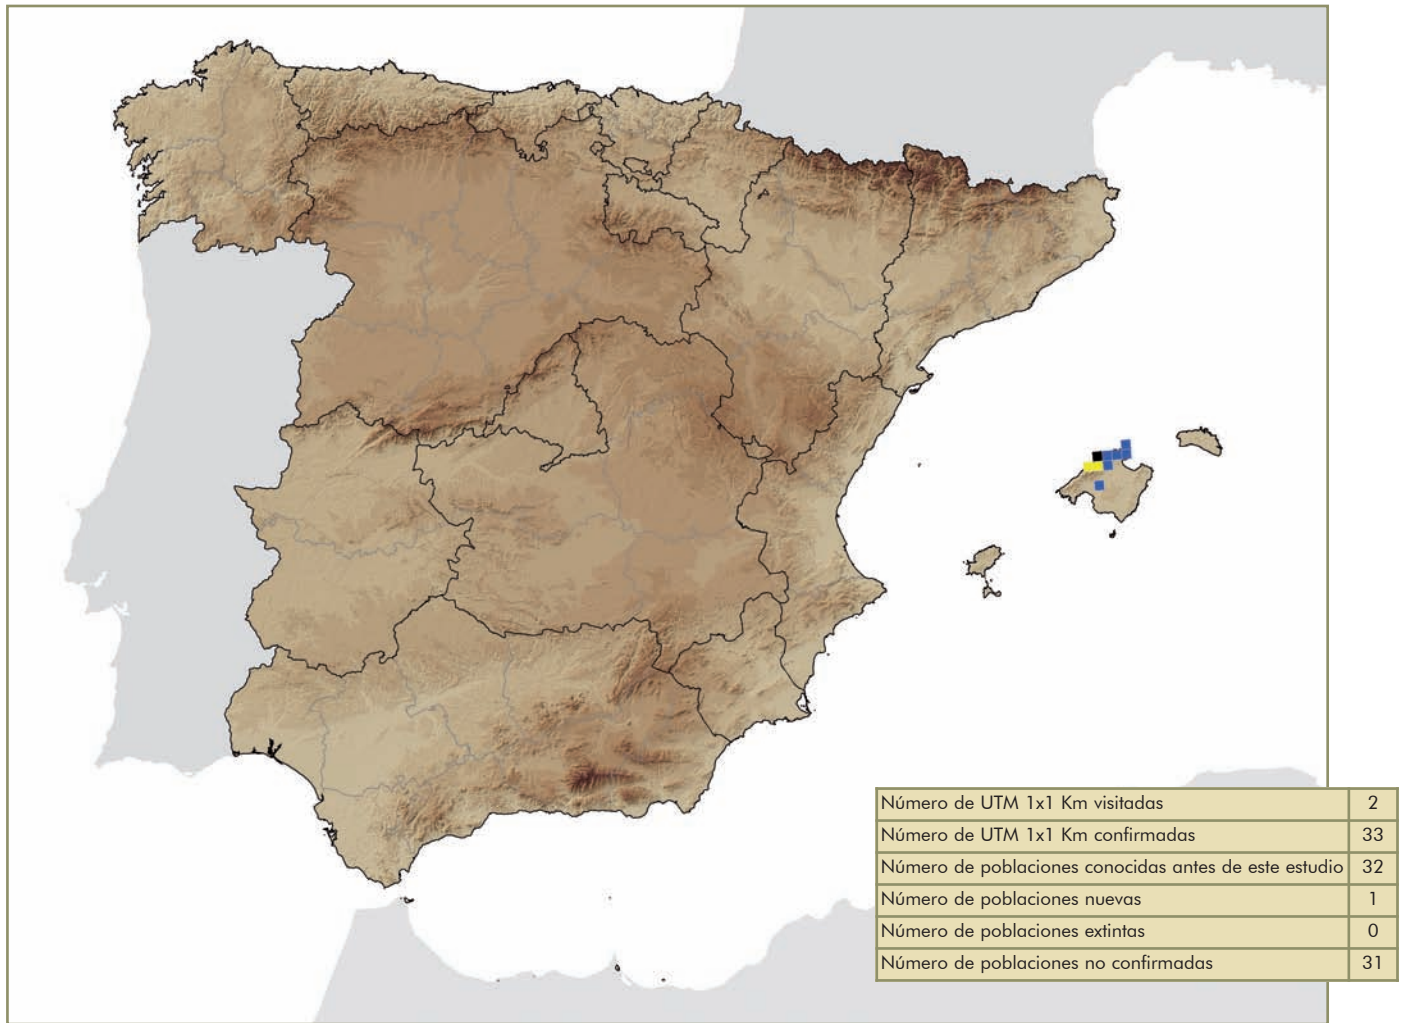 Número de UTM 1x1 Km visitadas 2
Número de UTM 1x1 Km confirmadas 33
Número de poblaciones conocidas antes de este estudio 32
Número de poblaciones nuevas 1
Número de poblaciones extintas 0
Número de poblaciones no confirmadas 31